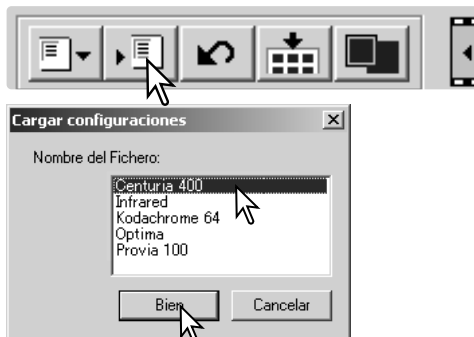 Cargar configuraciones
Nombre del Fichero:
Centuria 400
Infrared
Kodachrome 64
Optima
Provia 100
Bien
Cancelar